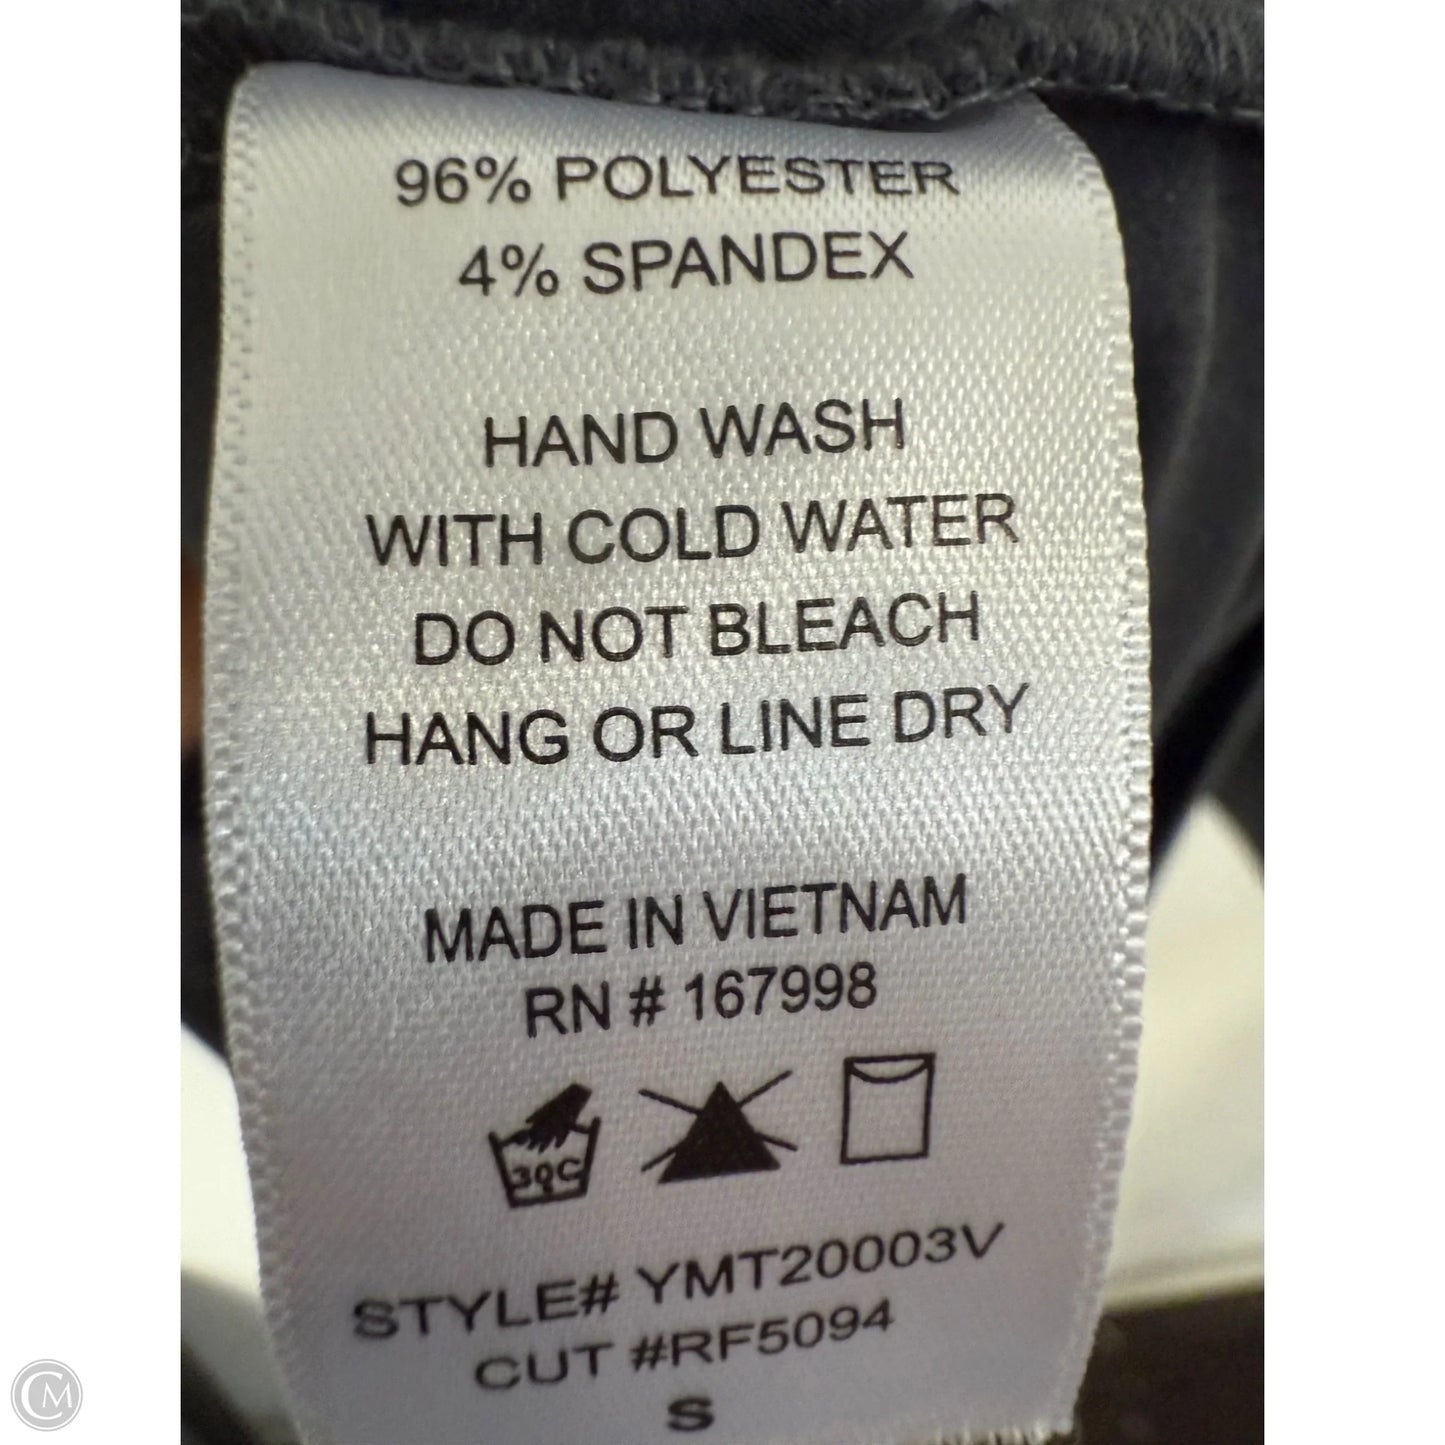 96% POLYESTER
4% SPANDEX
HAND WASH
WITH COLD WATER
DO NOT BLEACH
HANG OR LINE DRY
MADE IN VIETNAM
RN # 167998
30C
STYLE# YMT20003V
CUT #RF5094
S
CM